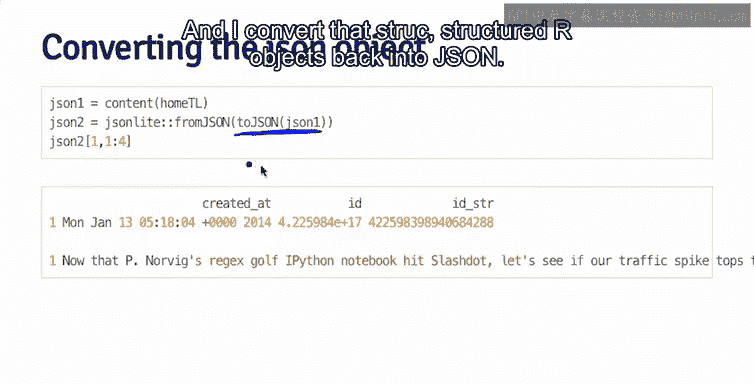 And I convert that struc, structured R
objects back into JSON.
Converting the json object
json1 = content(homeTL)
json2 = jsonlite::fromJSON(toJSON(json1))
json2[1,1:4]
created_at id id_str
1 Mon Jan 13 05:18:04 +0000 2014 4.225984e+17 422598398940684288
1 Now that P. Norvig's regex golf IPython notebook hit Slashdot, let's see if our traffic spike tops t